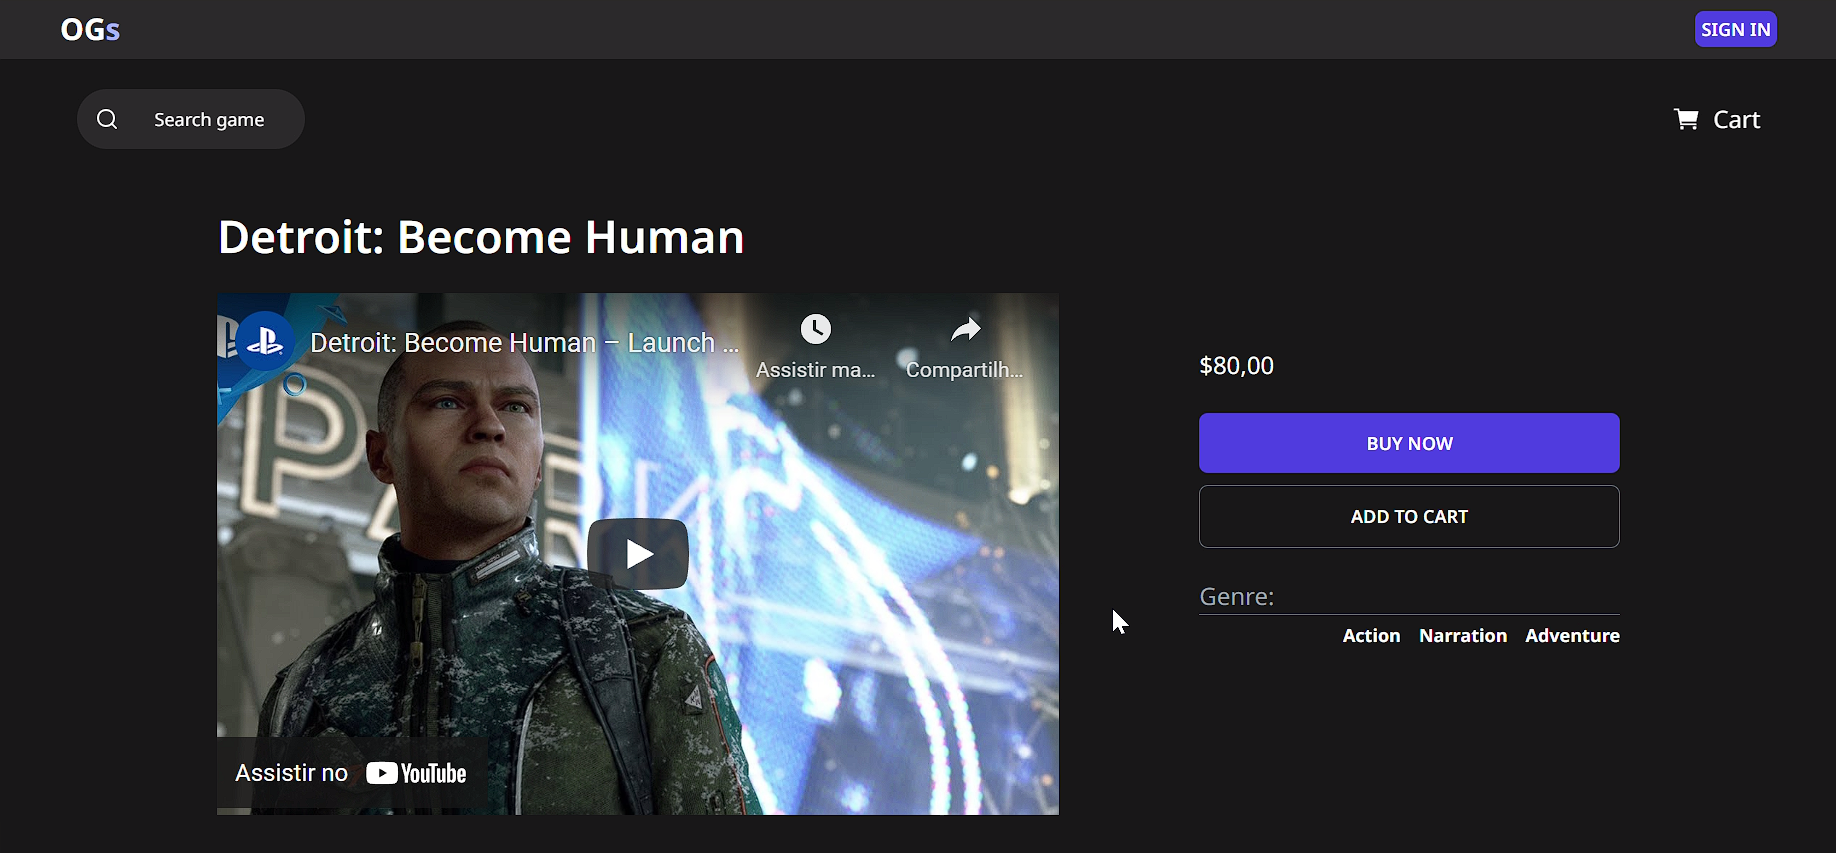 OGs
SIGN IN
Search game
Cart
Detroit: Become Human
Detroit: Become Human – Launch ...
Assistir ma...
Compartilh...
PARK
Assistir no YouTube
$80,00
BUY NOW
ADD TO CART
Genre:
Action Narration Adventure